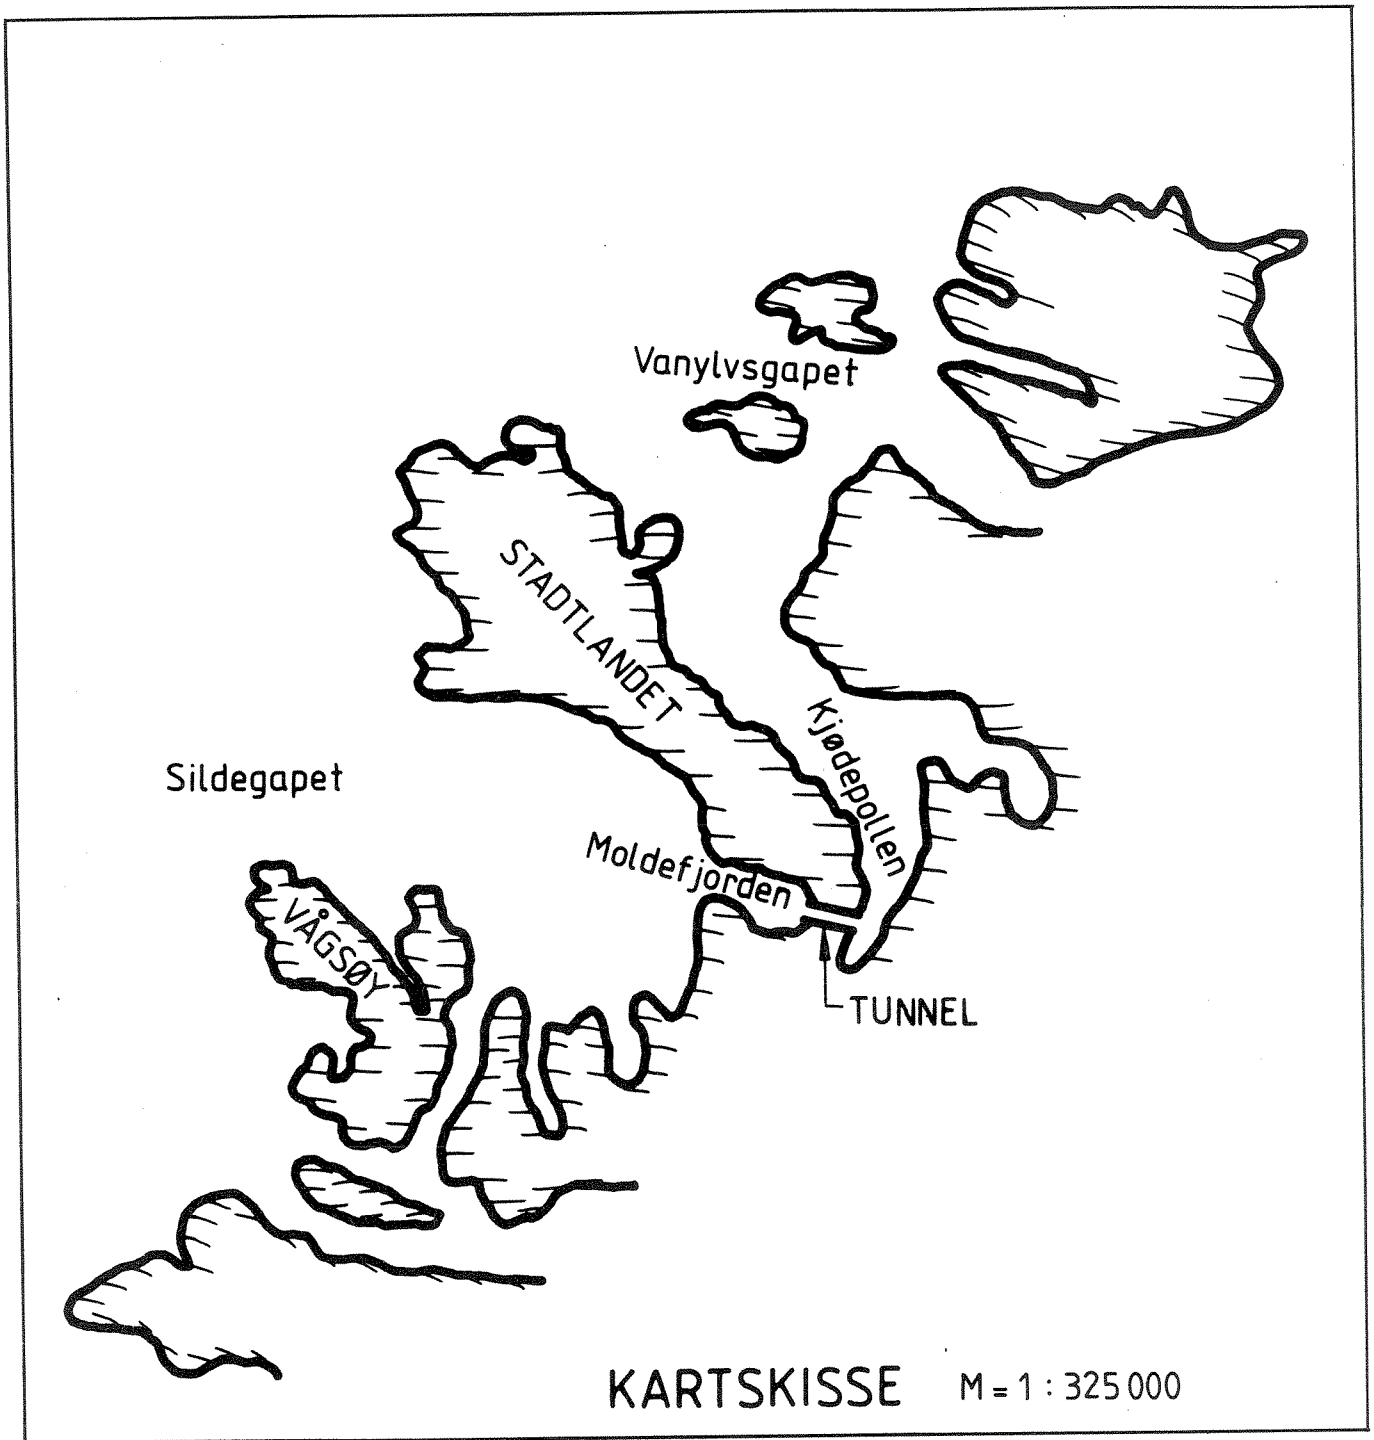 Vanylvsgapet
STADTLANDET
Kjødepollen
Sildegapet
Moldefjorden
VÅGSØY
TUNNEL
KARTSKISSE M = 1 : 325 000